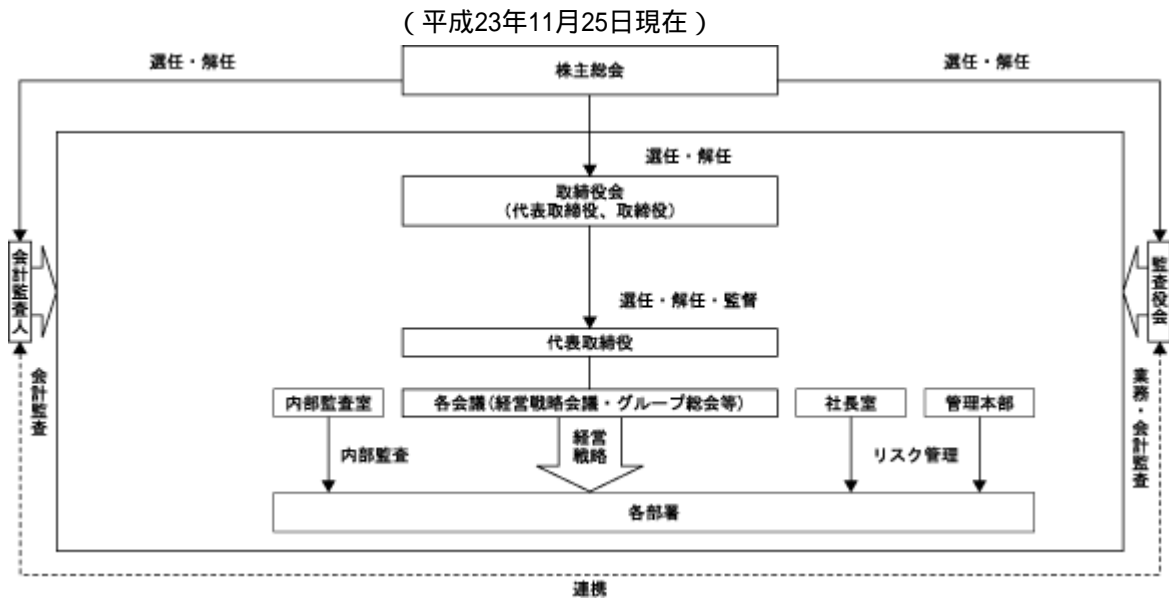 (平成23年11月25日現在)
選任・解任
株主総会
選任・解任
選任・解任
取締役会
(代表取締役、取締役)
会計監査人
監査役会
選任・解任・監督
代表取締役
会計監査
業務・会計監査
内部監査室
各会議(経営戦略会議・グループ総会等)
社長室
管理本部
内部監査
経営
戦略
リスク管理
各部署
連携